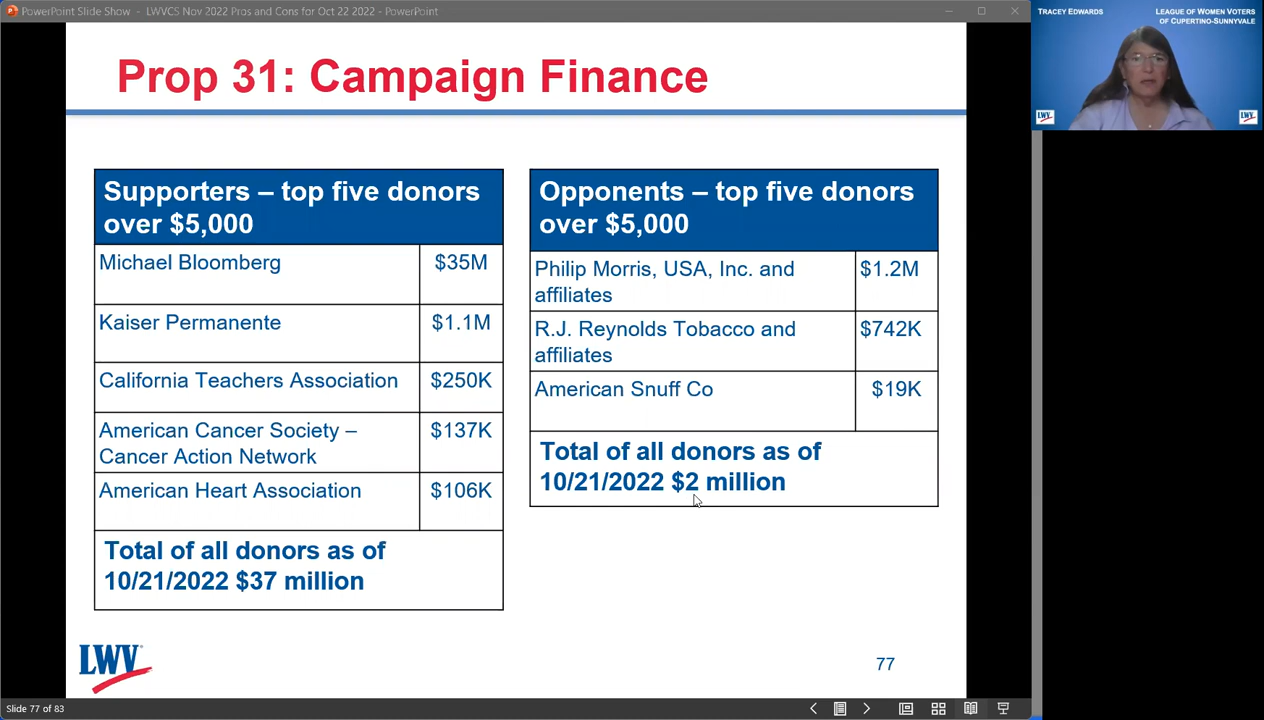 PowerPoint Slide Show - LWVCS Nov 2022 Pros and Cons for Oct 22 2022 - PowerPoint
TRACEY EDWARDS
LEAGUE OF WOMEN VOTERS
OF CUPERTINO-SUNNYVALE
LWV
LWV
Prop 31: Campaign Finance
Supporters – top five donors
over $5,000
Michael Bloomberg $35M
Kaiser Permanente $1.1M
California Teachers Association $250K
American Cancer Society – $137K
Cancer Action Network
American Heart Association $106K
Total of all donors as of
10/21/2022 $37 million
Opponents – top five donors
over $5,000
Philip Morris, USA, Inc. and $1.2M
affiliates
R.J. Reynolds Tobacco and $742K
affiliates
American Snuff Co $19K
Total of all donors as of
10/21/2022 $2 million
LWV
77
Slide 77 of 83